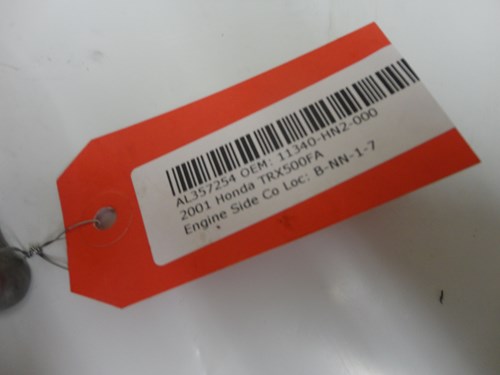 AL357254 OEM: 11340-HN2-000
2001 Honda TRX500FA
Engine Side Co Loc: B-NN-1-7